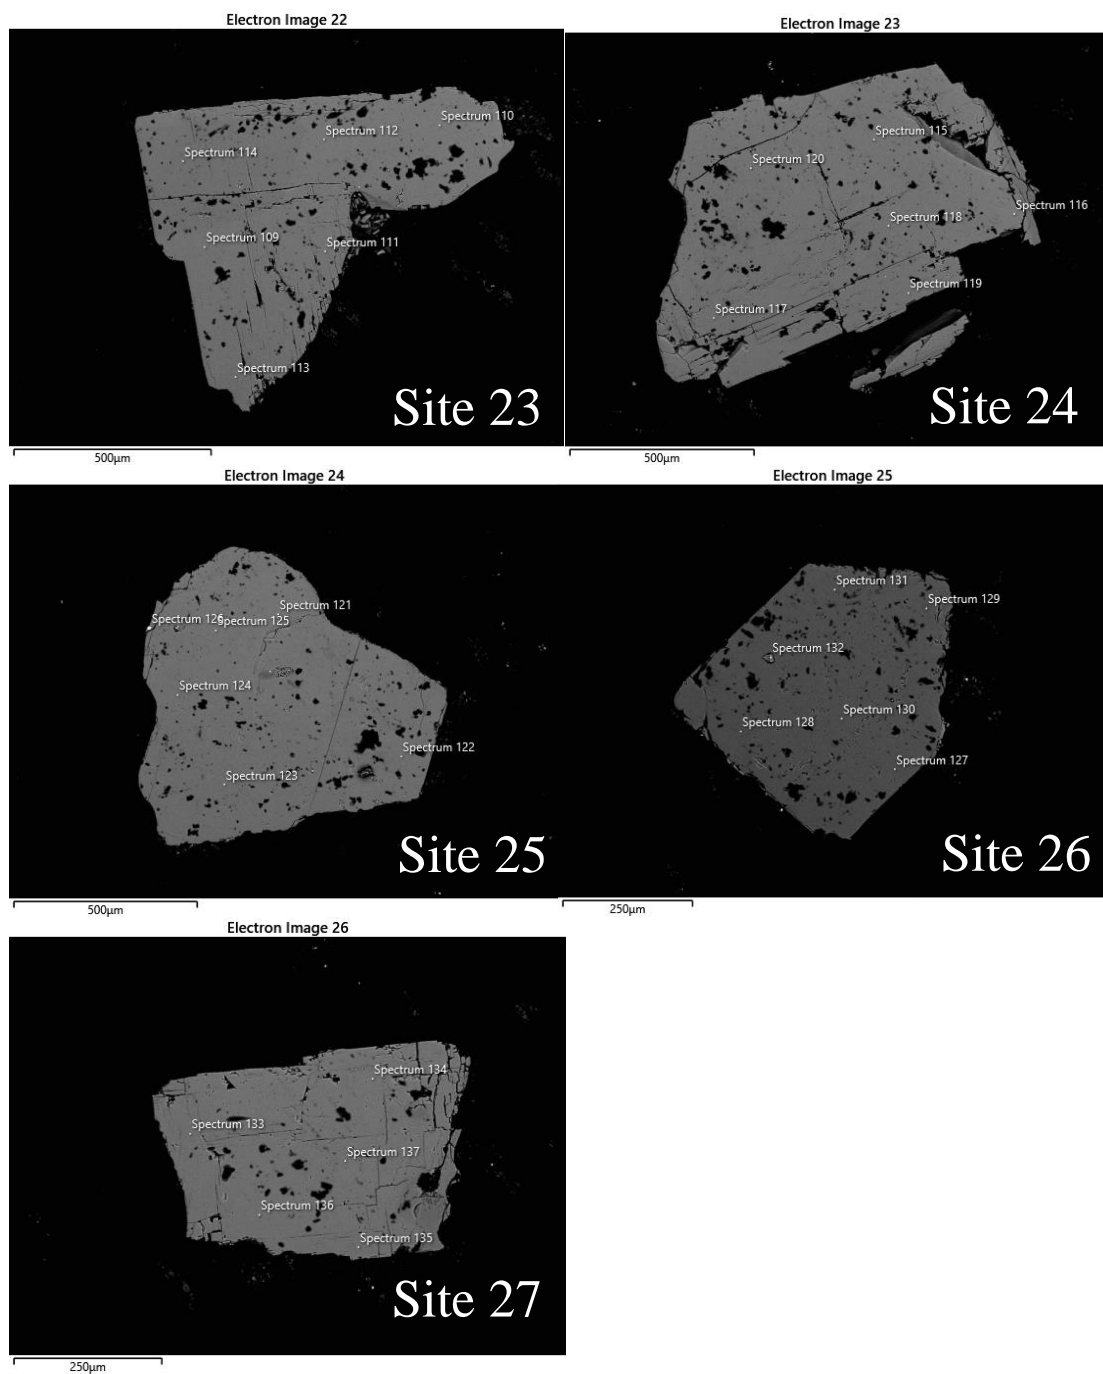 Electron Image 22
Electron Image 23
Spectrum 110
Spectrum 112
Spectrum 114
Spectrum 109
Spectrum 111
Spectrum 113
Site 23
500µm
Spectrum 115
Spectrum 120
Spectrum 116
Spectrum 118
Spectrum 119
Spectrum 117
Site 24
500µm
Electron Image 24
Electron Image 25
Spectrum 121
Spectrum 126
Spectrum 125
Spectrum 124
Spectrum 122
Spectrum 123
Site 25
500µm
Spectrum 131
Spectrum 129
Spectrum 132
Spectrum 130
Spectrum 128
Spectrum 127
Site 26
250µm
Electron Image 26
Spectrum 134
Spectrum 133
Spectrum 137
Spectrum 136
Spectrum 135
Site 27
250µm